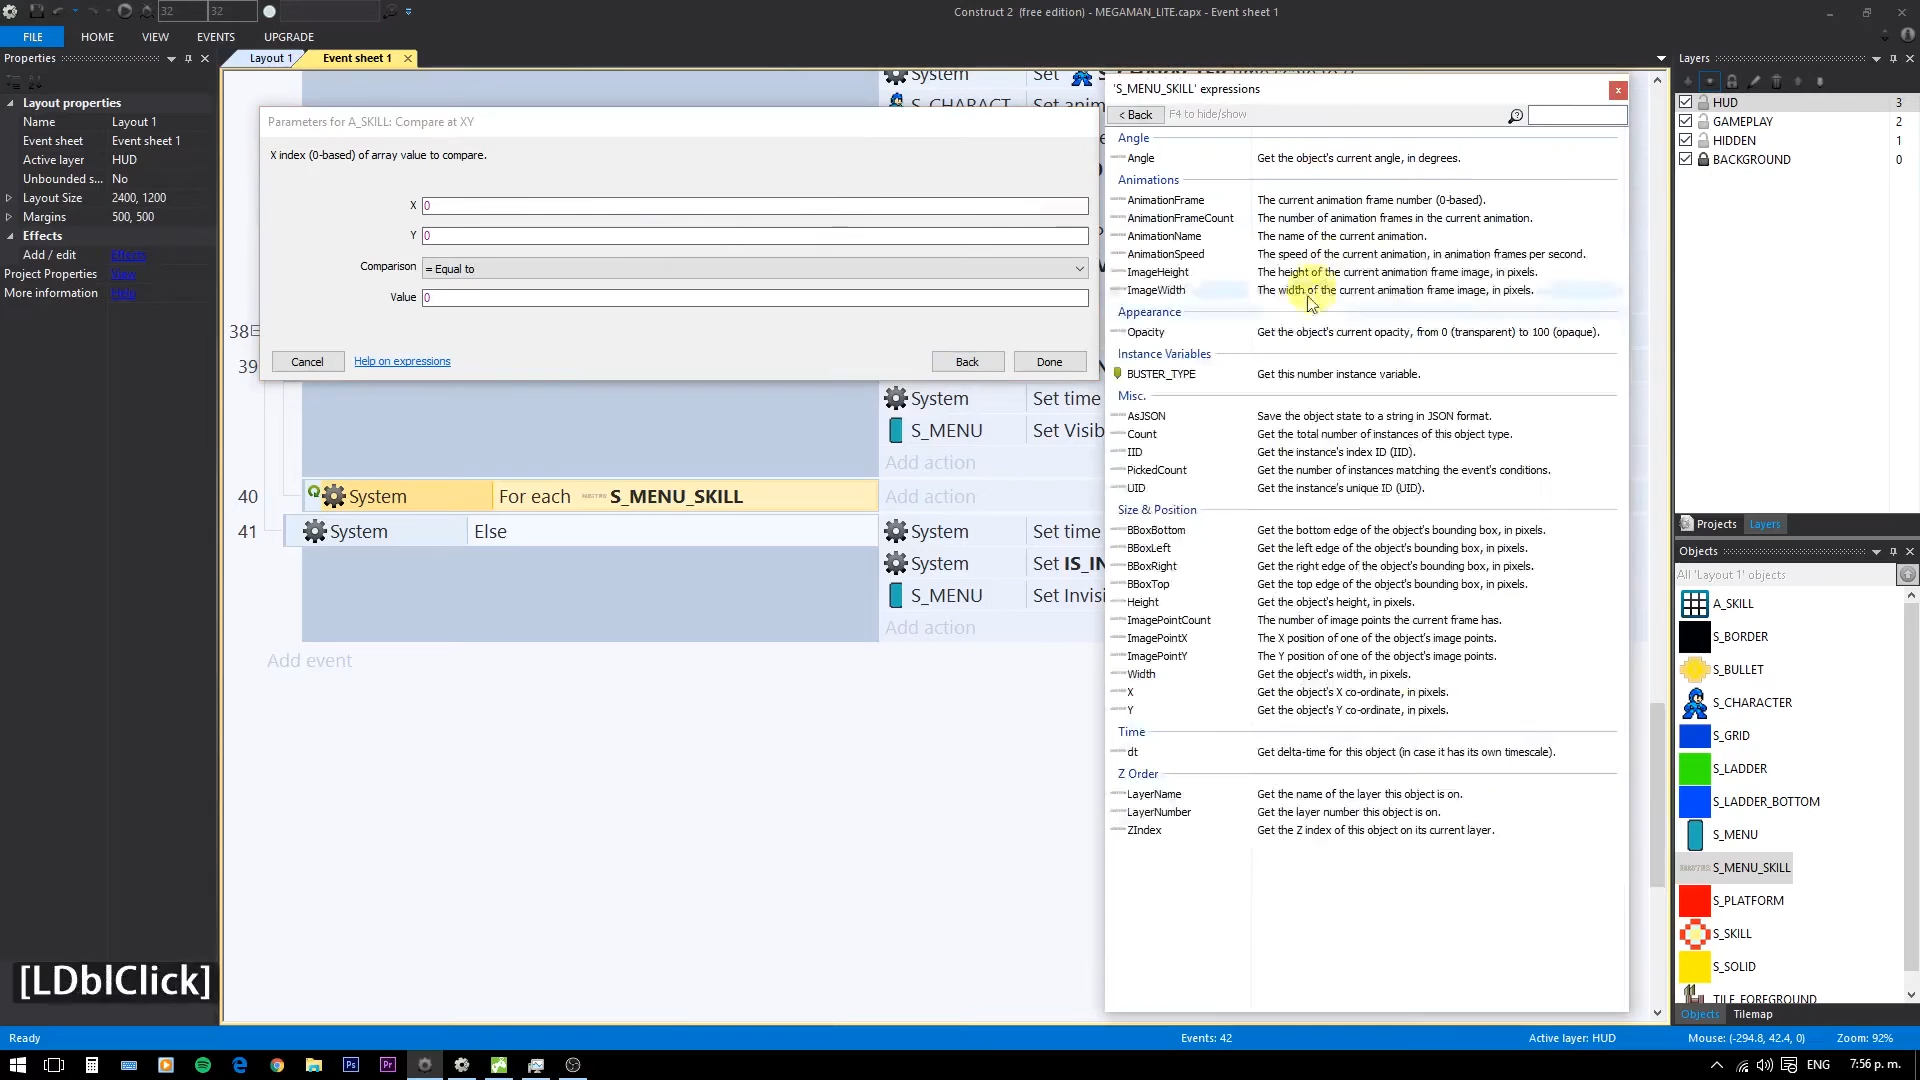 32
32
Construct 2 (free edition) - MEGAMAN_LITE.capx - Event sheet 1
FILE
HOME
VIEW
EVENTS
UPGRADE
Properties
Layout 1
Event sheet 1
Layers
Layout properties
Name Layout 1
Event sheet Event sheet 1
Active layer HUD
Unbounded s... No
Layout Size 2400, 1200
Margins 500, 500
Effects
Add / edit Effects
Project Properties View
More information Help
System
Parameters for A_SKILL: Compare at XY
X index (0-based) of array value to compare.
X 0
Y 0
Comparison = Equal to
Value 0
Cancel
Help on expressions
Back
Done
38
39
System Set time
S_MENU Set Visib
Add action
40 System For each S_MENU_SKILL Add action
41 System Else System Set time
System Set IS_IN
S_MENU Set Invisi
Add action
Add event
'S_MENU_SKILL' expressions
< Back F4 to hide/show
Angle
Angle Get the object's current angle, in degrees.
Animations
AnimationFrame The current animation frame number (0-based).
AnimationFrameCount The number of animation frames in the current animation.
AnimationName The name of the current animation.
AnimationSpeed The speed of the current animation, in animation frames per second.
ImageHeight The height of the current animation frame image, in pixels.
ImageWidth The width of the current animation frame image, in pixels.
Appearance
Opacity Get the object's current opacity, from 0 (transparent) to 100 (opaque).
Instance Variables
BUSTER_TYPE Get this number instance variable.
Misc.
AsJSON Save the object state to a string in JSON format.
Count Get the total number of instances of this object type.
IID Get the instance's index ID (IID).
PickedCount Get the number of instances matching the event's conditions.
UID Get the instance's unique ID (UID).
Size & Position
BBoxBottom Get the bottom edge of the object's bounding box, in pixels.
BBoxLeft Get the left edge of the object's bounding box, in pixels.
BBoxRight Get the right edge of the object's bounding box, in pixels.
BBoxTop Get the top edge of the object's bounding box, in pixels.
Height Get the object's height, in pixels.
ImagePointCount The number of image points the current frame has.
ImagePointX The X position of one of the object's image points.
ImagePointY The Y position of one of the object's image points.
Width Get the object's width, in pixels.
X Get the object's X co-ordinate, in pixels.
Y Get the object's Y co-ordinate, in pixels.
Time
dt Get delta-time for this object (in case it has its own timescale).
Z Order
LayerName Get the name of the layer this object is on.
LayerNumber Get the layer number this object is on.
ZIndex Get the Z index of this object on its current layer.
HUD 3
GAMEPLAY 2
HIDDEN 1
BACKGROUND 0
Projects Layers
Objects
All 'Layout 1' objects
A_SKILL
S_BORDER
S_BULLET
S_CHARACTER
S_GRID
S_LADDER
S_LADDER_BOTTOM
S_MENU
S_MENU_SKILL
S_PLATFORM
S_SKILL
S_SOLID
TILE_FOREGROUND
Objects Tilemap
[LDblClick]
Ready
Events: 42
Active layer: HUD
Mouse: (-294.8, 42.4, 0)
Zoom: 92%
Ps
Pr
ENG
7:56 p. m.